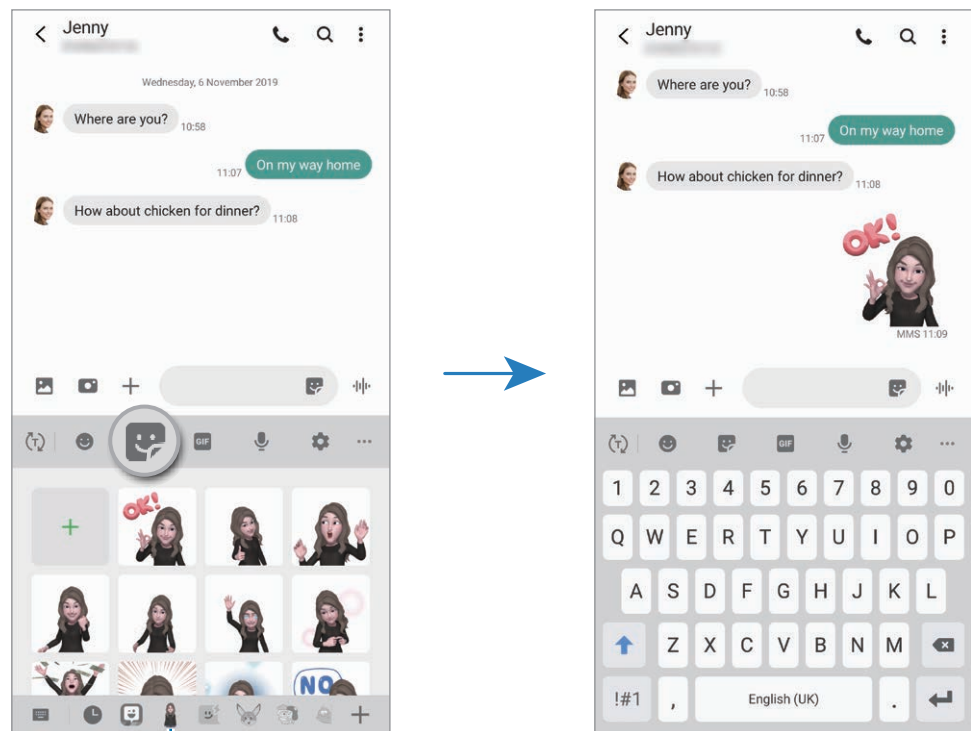 Jenny
Wednesday, 6 November 2019
Where are you?
10:58
11:07
On my way home
How about chicken for dinner?
11:08
T
GIF
OK!
NO
Jenny
Where are you?
10:58
11:07
On my way home
How about chicken for dinner?
11:08
OK!
MMS 11:09
T
GIF
1 2 3 4 5 6 7 8 9 0
Q W E R T Y U I O P
A S D F G H J K L
Z X C V B N M
!#1 , English (UK) .